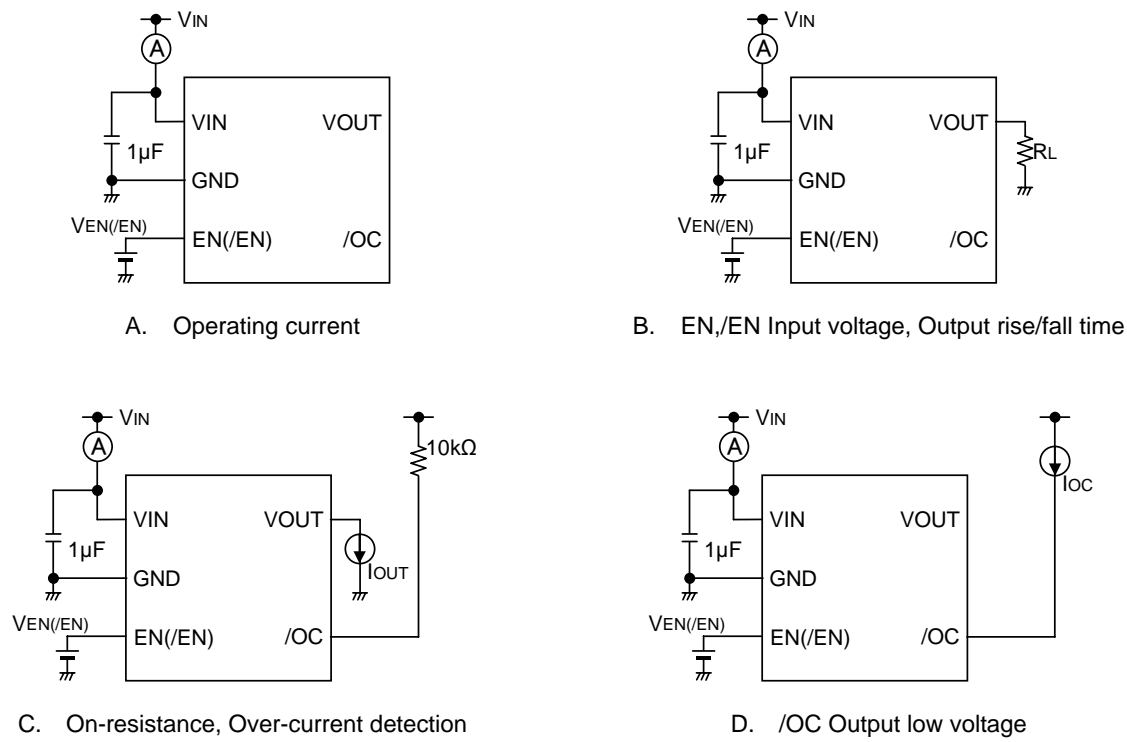 VIN
A
VIN VOUT
1µF
GND
VEN(/EN)
EN(/EN) /OC
A. Operating current
VIN
A
VIN VOUT
1µF RL
GND
VEN(/EN)
EN(/EN) /OC
B. EN,/EN Input voltage, Output rise/fall time
VIN
A 10kΩ
VIN VOUT
1µF IOUT
GND
VEN(/EN)
EN(/EN) /OC
C. On-resistance, Over-current detection
VIN
A
IOC
VIN VOUT
1µF
GND
VEN(/EN)
EN(/EN) /OC
D. /OC Output low voltage